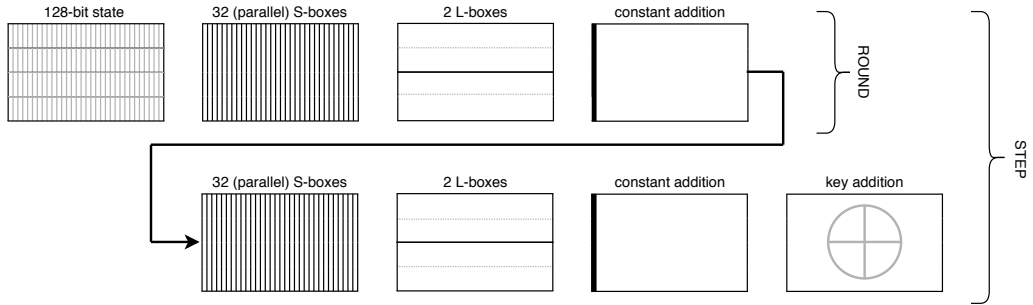 128-bit state
32 (parallel) S-boxes
2 L-boxes
constant addition
ROUND
STEP
32 (parallel) S-boxes
2 L-boxes
constant addition
key addition